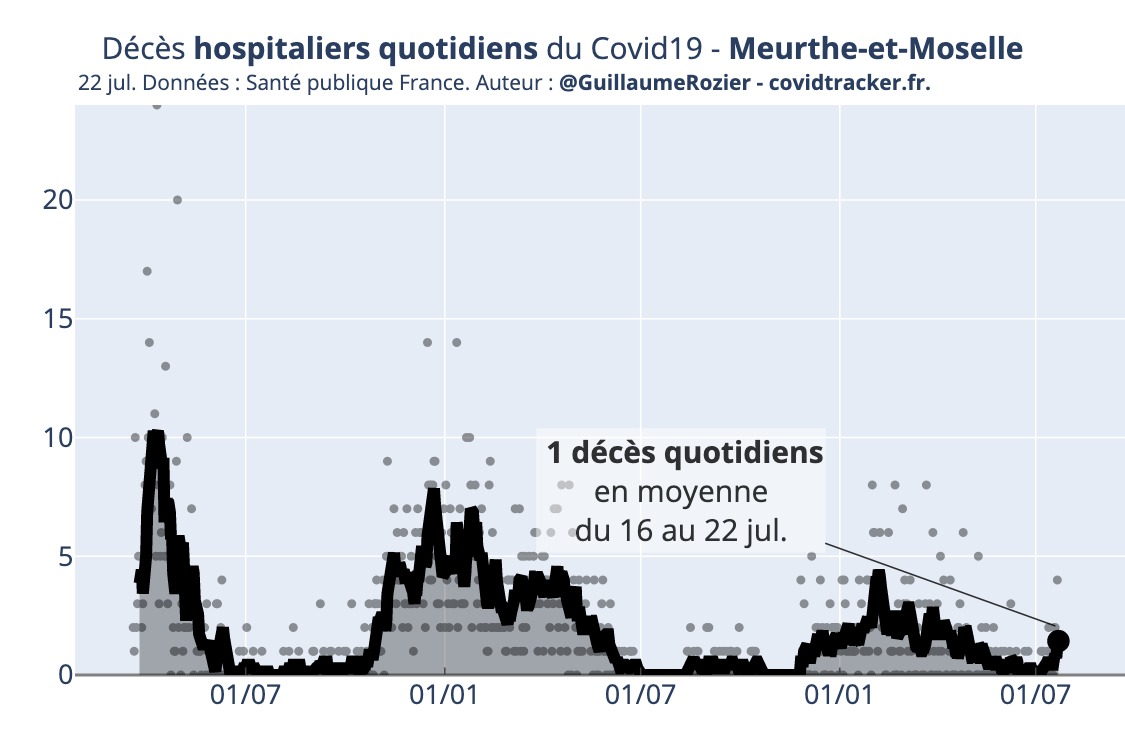 Décès hospitaliers quotidiens du Covid19 - Meurthe-et-Moselle
22 jul. Données : Santé publique France. Auteur : @GuillaumeRozier - covidtracker.fr.
20
15
10
1 décès quotidiens
en moyenne
du 16 au 22 jul.
5
0
01/07 01/01 01/07 01/01 01/07